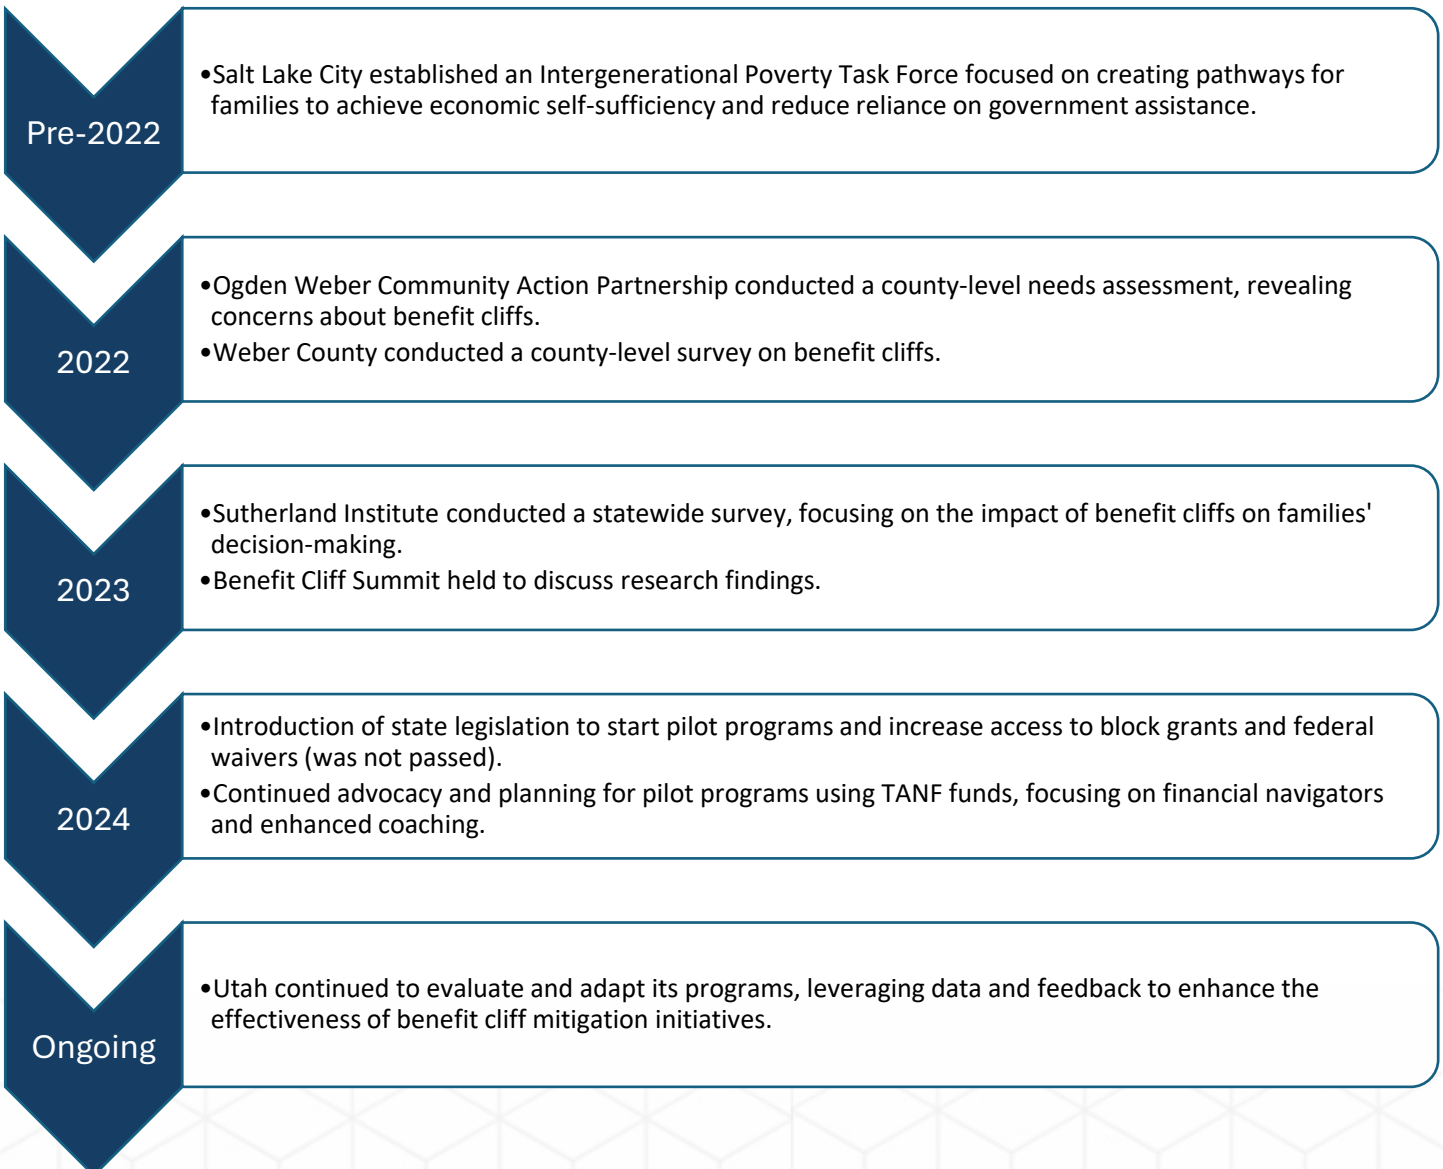 Pre-2022
•Salt Lake City established an Intergenerational Poverty Task Force focused on creating pathways for
families to achieve economic self-sufficiency and reduce reliance on government assistance.
2022
•Ogden Weber Community Action Partnership conducted a county-level needs assessment, revealing
concerns about benefit cliffs.
•Weber County conducted a county-level survey on benefit cliffs.
2023
•Sutherland Institute conducted a statewide survey, focusing on the impact of benefit cliffs on families'
decision-making.
•Benefit Cliff Summit held to discuss research findings.
2024
•Introduction of state legislation to start pilot programs and increase access to block grants and federal
waivers (was not passed).
•Continued advocacy and planning for pilot programs using TANF funds, focusing on financial navigators
and enhanced coaching.
Ongoing
•Utah continued to evaluate and adapt its programs, leveraging data and feedback to enhance the
effectiveness of benefit cliff mitigation initiatives.